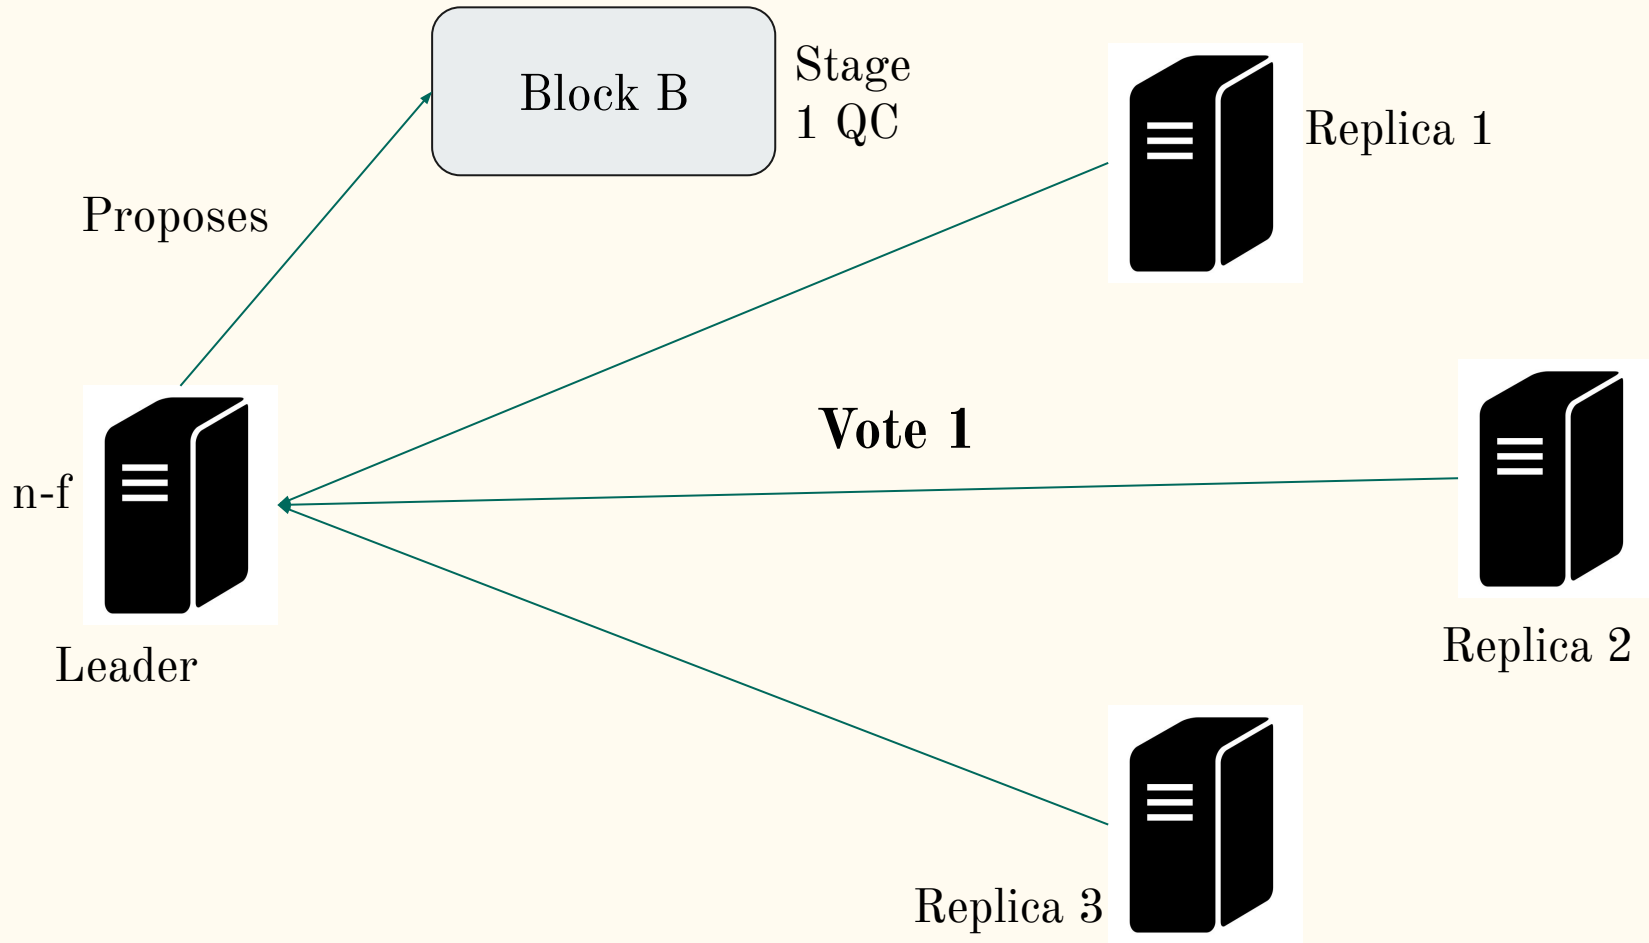 Block B
Stage
1 QC
Replica 1
Proposes
Vote 1
n-f
Replica 2
Leader
Replica 3